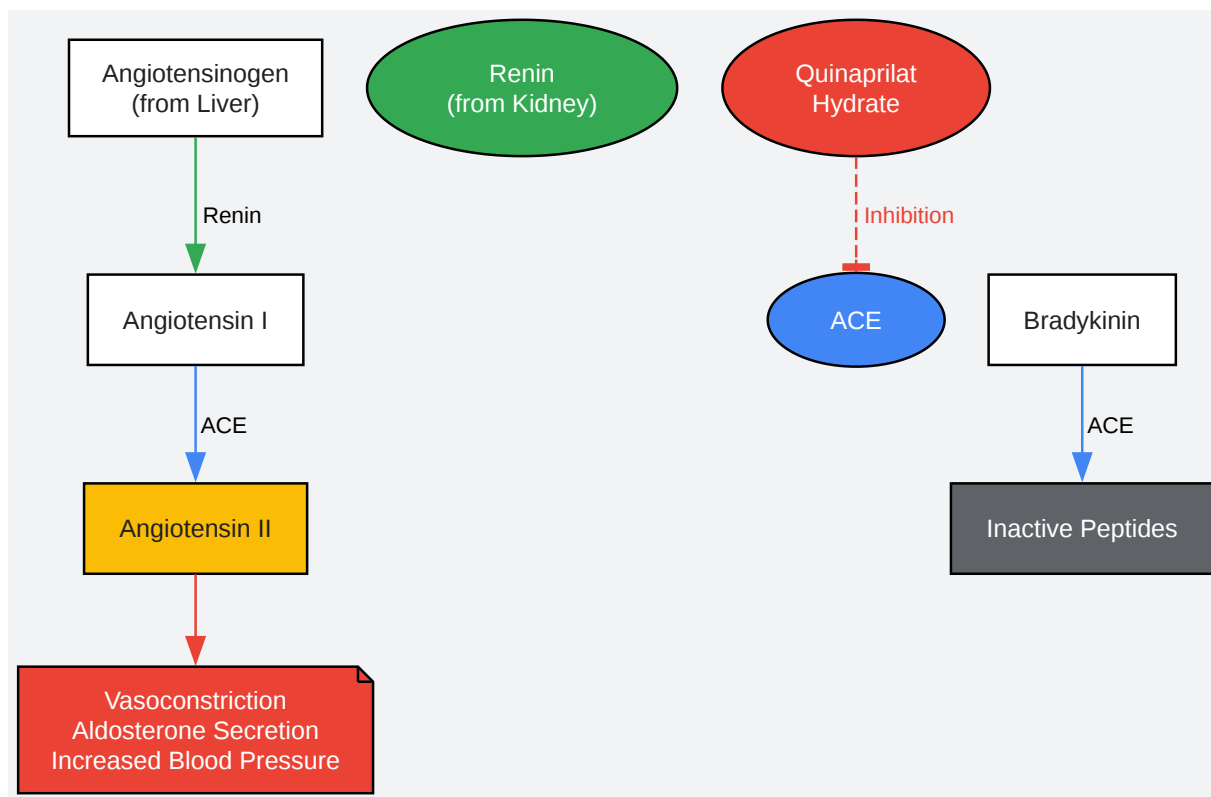 Angiotensinogen
(from Liver)
Renin
(from Kidney)
Quinaprilat
Hydrate
Renin
Inhibition
Angiotensin I
ACE
Bradykinin
ACE
ACE
Angiotensin II
Inactive Peptides
Vasoconstriction
Aldosterone Secretion
Increased Blood Pressure